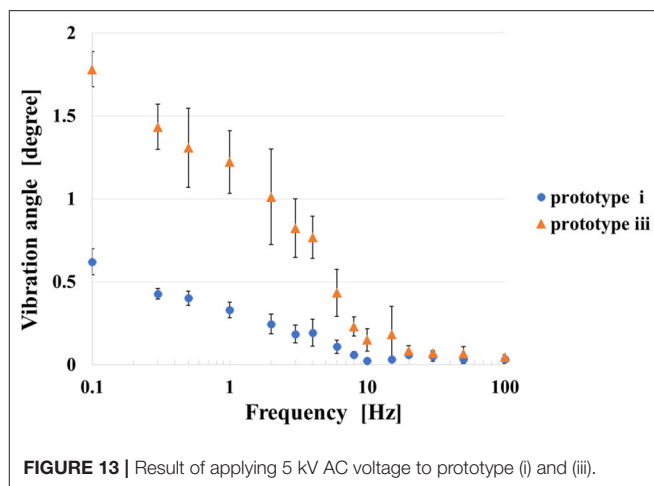 2
1.5
1
0.5
0
0.1
1
10
100
Vibration angle [degree]
Frequency [Hz]
prototype i
prototype iii
FIGURE 13 | Result of applying 5 kV AC voltage to prototype (i) and (iii).